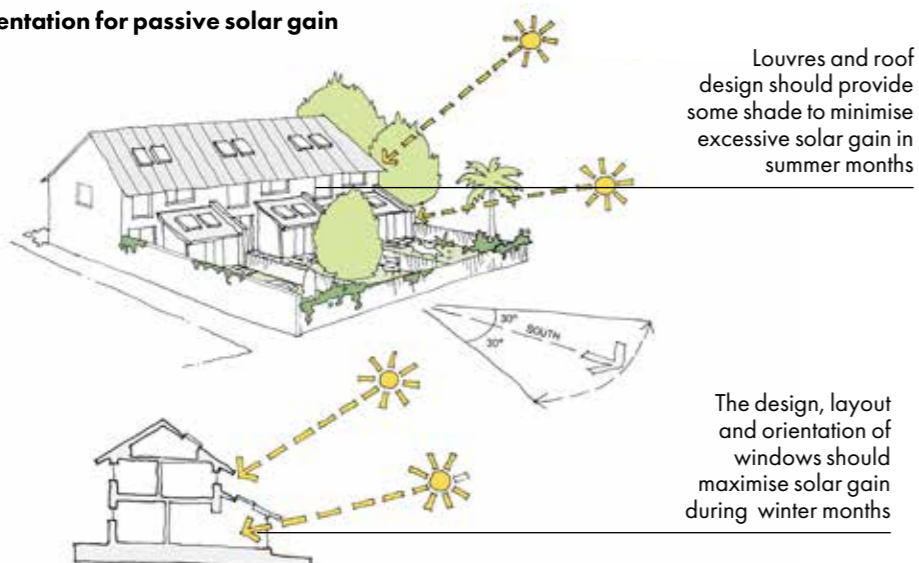 entation for passive solar gain
Louvres and roof
design should provide
some shade to minimise
excessive solar gain in
summer months
30°
SOUTH
30°
The design, layout
and orientation of
windows should
maximise solar gain
during winter months